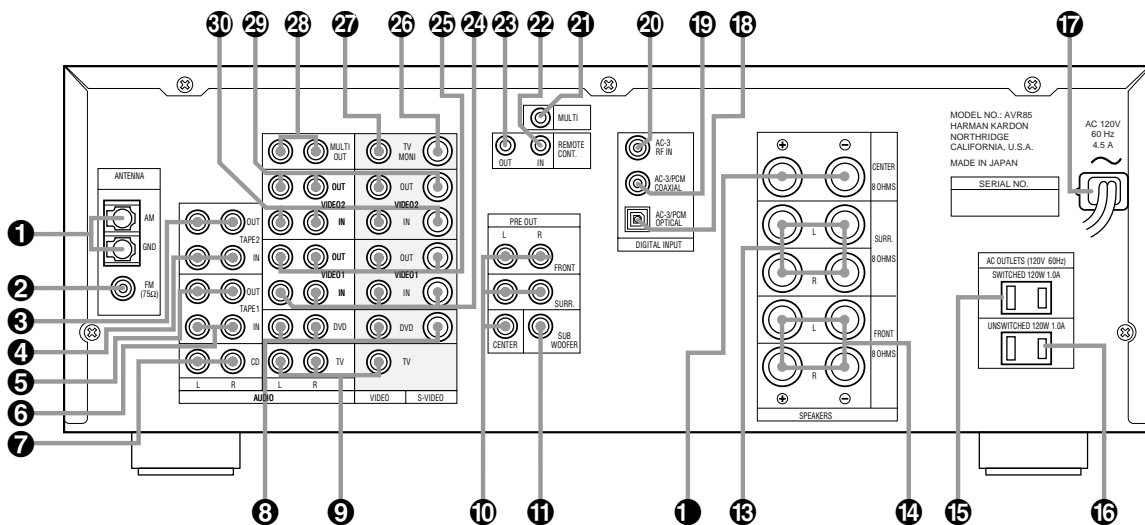 30 29 28 27 26 25 24 23 22 21 20 19 18 17
MULTI
MULTI OUT
TV MONI
OUT
IN
REMOTE CONT.
AC-3 RF IN
AC-3/PCM COAXIAL
AC-3/PCM OPTICAL
DIGITAL INPUT
MODEL NO.: AVR85
HARMAN KARDON
NORTHRIDGE
CALIFORNIA, U.S.A.
MADE IN JAPAN
SERIAL NO.
AC 120V
60 Hz
4.5 A
ANTENNA
AM
GND
FM
(75Ω)
OUT
TAPE2
IN
OUT
TAPE1
IN
CD
L R
AUDIO
OUT
VIDEO2
IN
OUT
VIDEO1
IN
DVD
TV
L R
OUT
VIDEO2
IN
OUT
VIDEO1
IN
DVD
TV
VIDEO S-VIDEO
PRE OUT
L R
FRONT
SURR.
CENTER
SUB
WOOFER
+ −
CENTER
8 OHMS
L
SURR.
8 OHMS
R
L
FRONT
8 OHMS
R
+ −
SPEAKERS
AC OUTLETS (120V 60Hz)
SWITCHED 120W 1.0A
UNSWITCHED 120W 1.0A
1
2
3
4
5
6
7
8 9 10 11 1 13 14 15 16